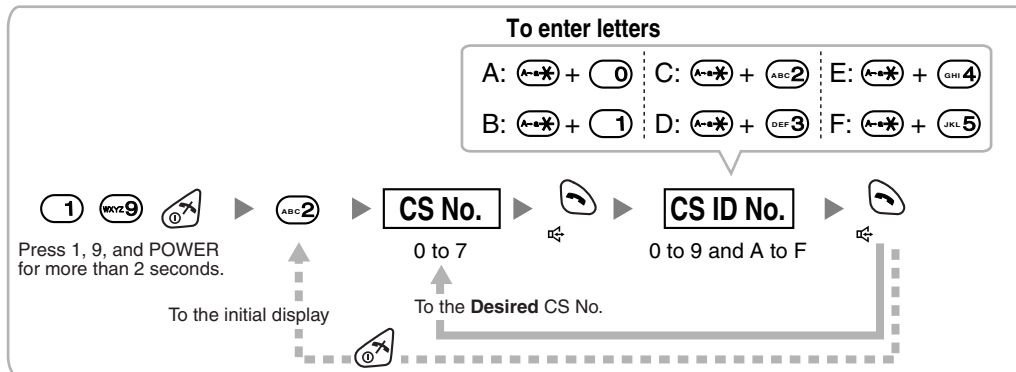 To enter letters
A: A→a✱ + 0 C: A→a✱ + ABC2 E: A→a✱ + GHI4
B: A→a✱ + 1 D: A→a✱ + DEF3 F: A→a✱ + JKL5
1 WXYZ9 ABC2 CS No. CS ID No.
Press 1, 9, and POWER
for more than 2 seconds.
0 to 7
0 to 9 and A to F
To the initial display
To the Desired CS No.